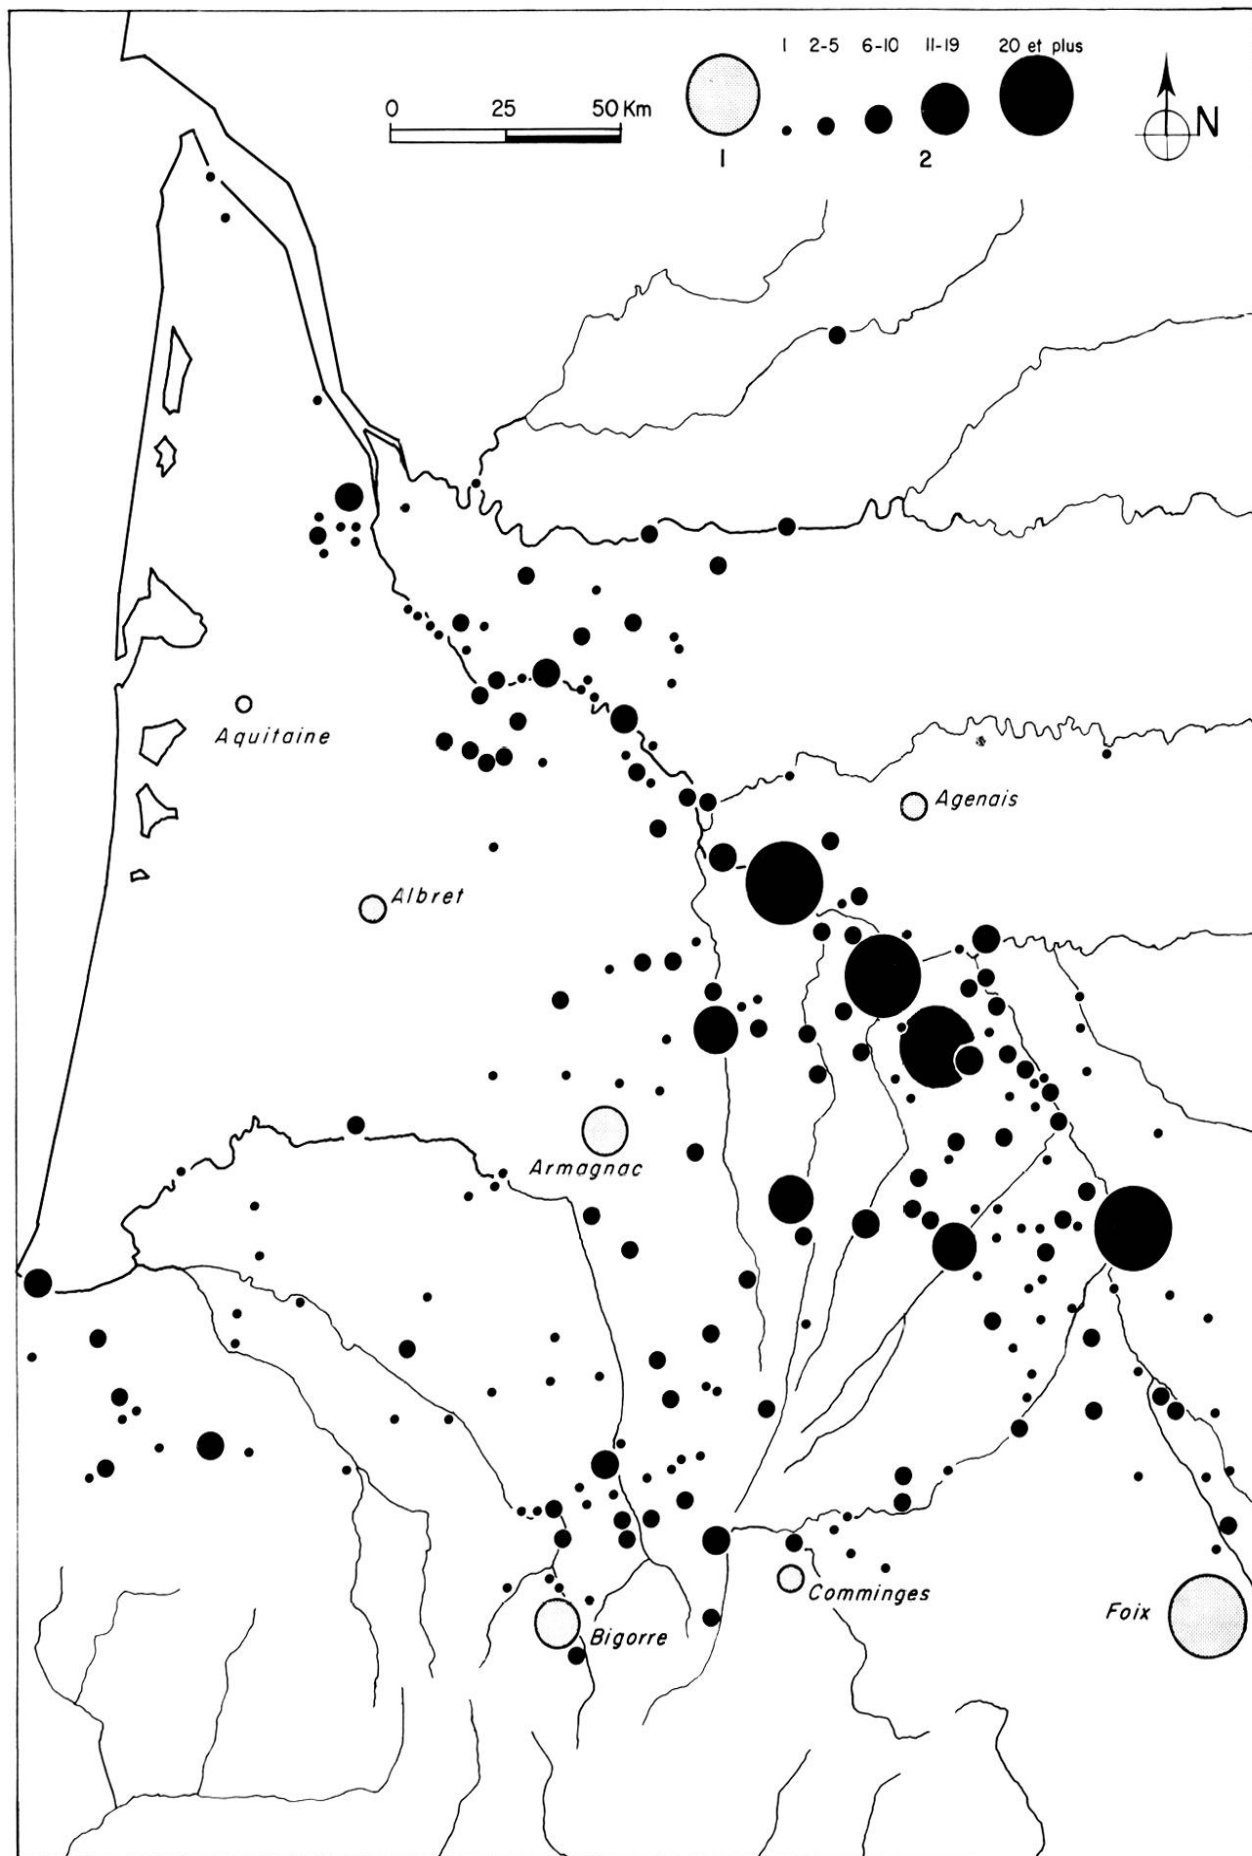 1 2-5 6-10 11-19 20 et plus
0 25 50 Km
N
1 2
Aquitaine
Agenais
Albret
Armagnac
Comminges
Foix
Bigorre